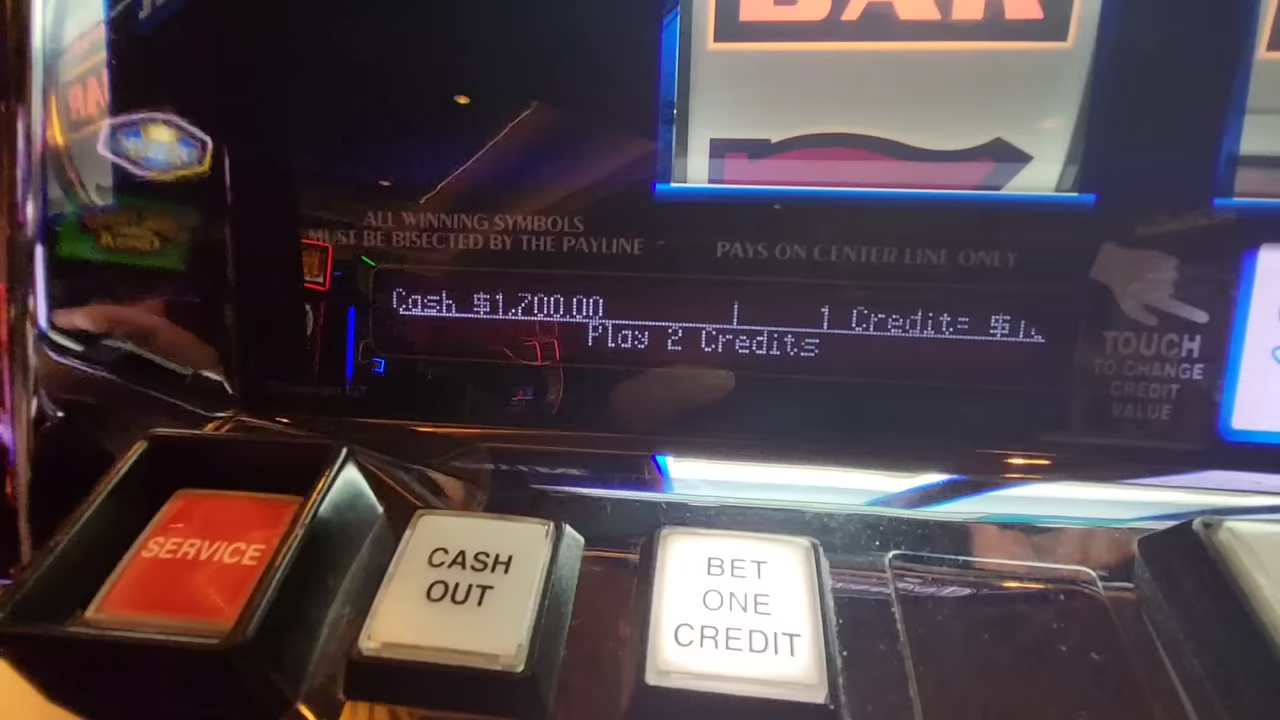 BAR
ALL WINNING SYMBOLS
MUST BE BISECTED BY THE PAYLINE
PAYS ON CENTER LINE ONLY
Cash $1,700.00 | 1 Credit=
Play 2 Credits
TOUCH
TO CHANGE
CREDIT
VALUE
SERVICE
CASH
OUT
BET
ONE
CREDIT